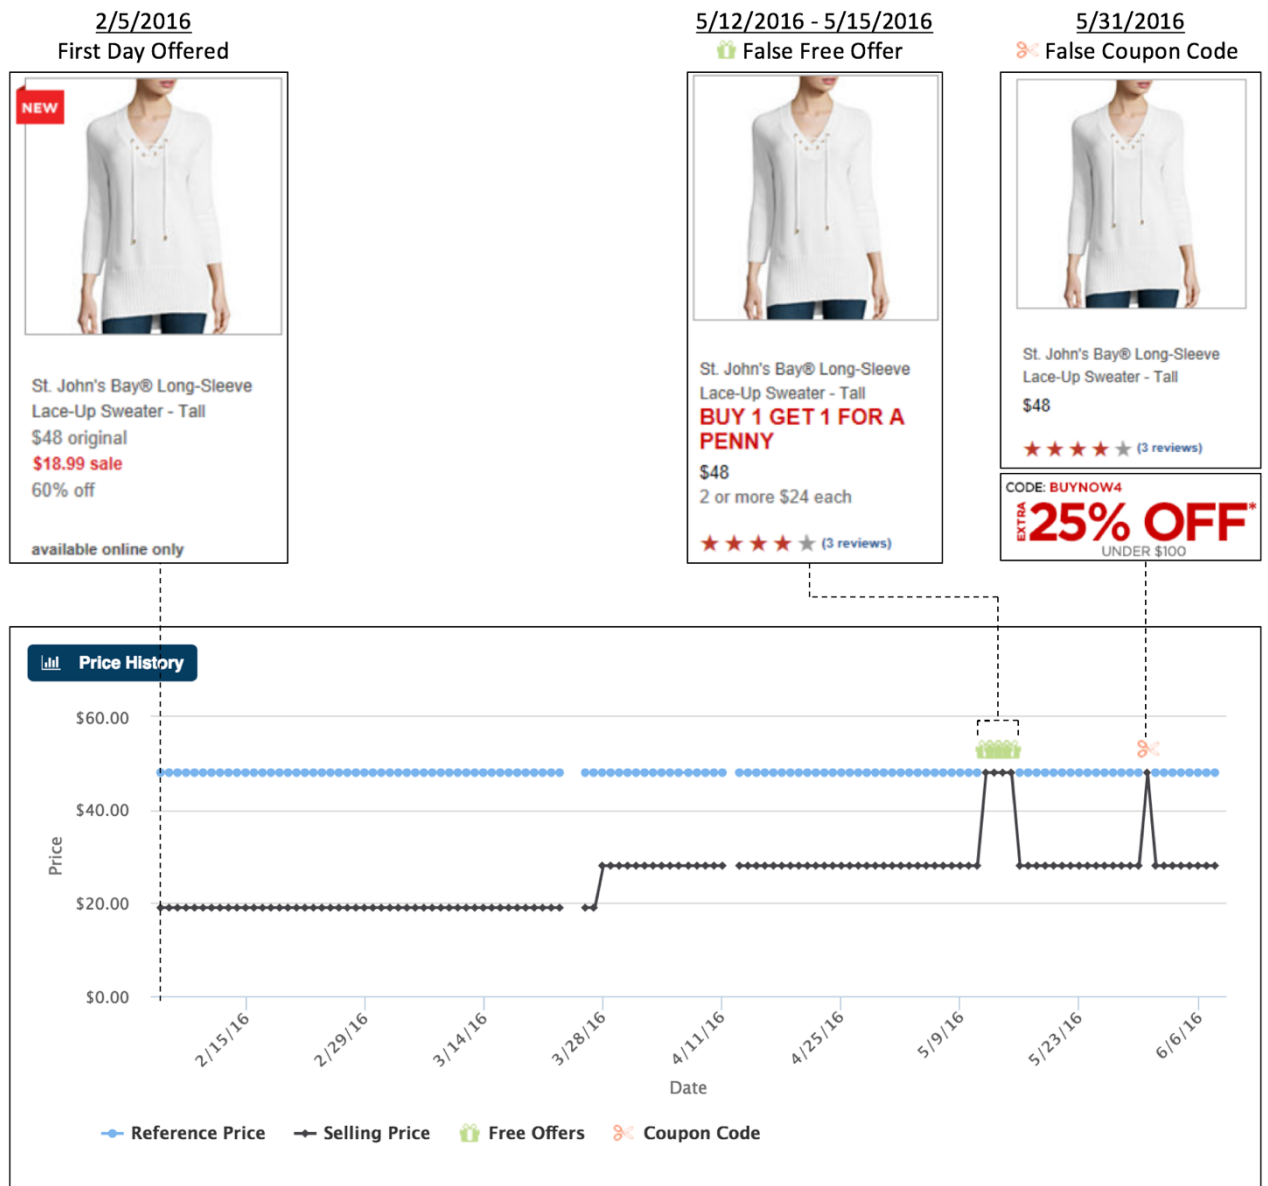 2/5/2016
First Day Offered
NEW
St. John's Bay® Long-Sleeve
Lace-Up Sweater - Tall
$48 original
$18.99 sale
60% off
available online only
5/12/2016 - 5/15/2016
False Free Offer
St. John's Bay® Long-Sleeve
Lace-Up Sweater - Tall
BUY 1 GET 1 FOR A
PENNY
$48
2 or more $24 each
(3 reviews)
5/31/2016
False Coupon Code
St. John's Bay® Long-Sleeve
Lace-Up Sweater - Tall
$48
(3 reviews)
CODE: BUYNOW4
EXTRA 25% OFF*
UNDER $100
Price History
$60.00
$40.00
$20.00
$0.00
Price
2/15/16
2/29/16
3/14/16
3/28/16
4/11/16
4/25/16
5/9/16
5/23/16
6/6/16
Date
Reference Price Selling Price Free Offers Coupon Code